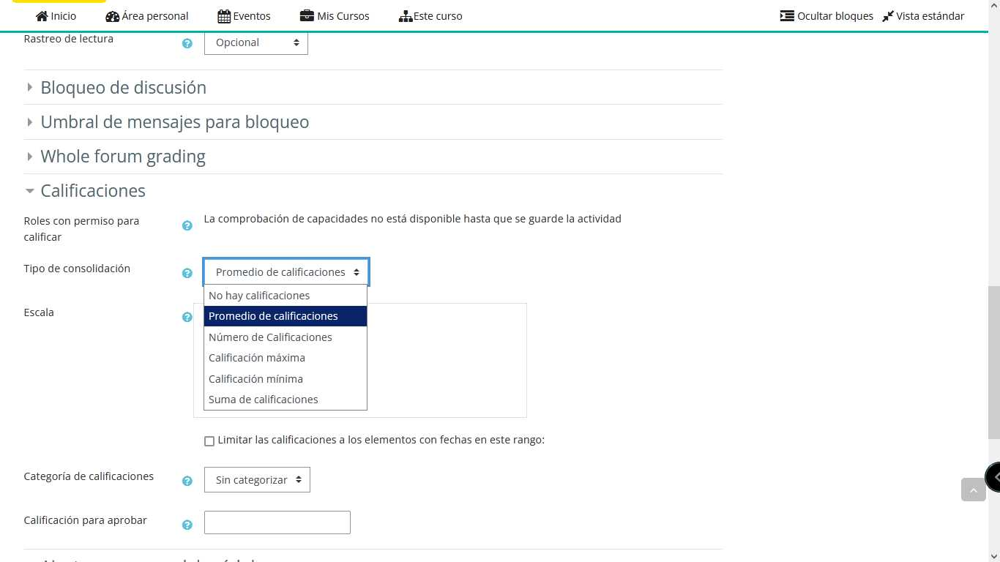 Inicio Área personal Eventos Mis Cursos Este curso Ocultar bloques Vista estándar
Rastreo de lectura Opcional
Bloqueo de discusión
Umbral de mensajes para bloqueo
Whole forum grading
Calificaciones
Roles con permiso para calificar La comprobación de capacidades no está disponible hasta que se guarde la actividad
Tipo de consolidación Promedio de calificaciones
No hay calificaciones
Promedio de calificaciones
Número de Calificaciones
Calificación máxima
Calificación mínima
Suma de calificaciones
Escala
Limitar las calificaciones a los elementos con fechas en este rango:
Categoría de calificaciones Sin categorizar
Calificación para aprobar